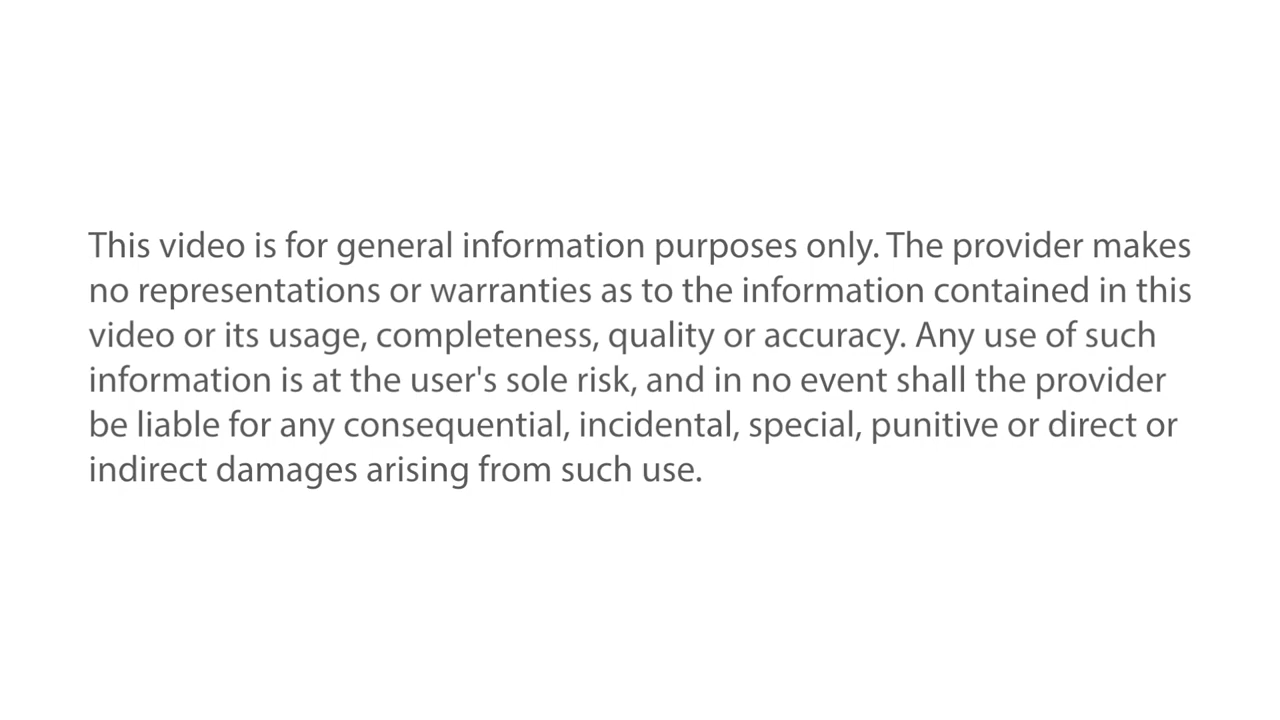 This video is for general information purposes only. The provider makes
no representations or warranties as to the information contained in this
video or its usage, completeness, quality or accuracy. Any use of such
information is at the user's sole risk, and in no event shall the provider
be liable for any consequential, incidental, special, punitive or direct or
indirect damages arising from such use.